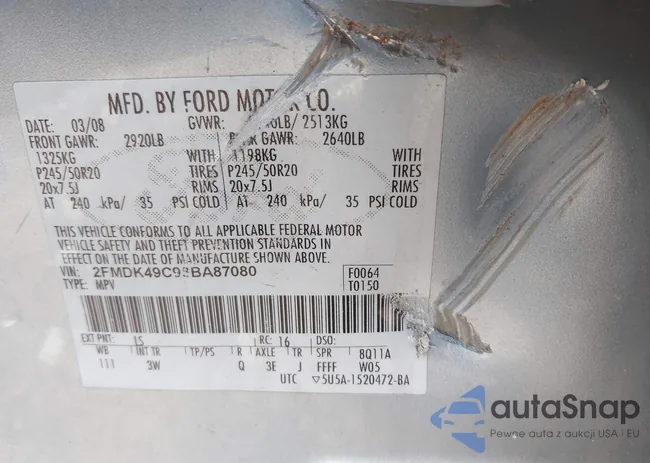 MFD. BY FORD MOTOR CO.
DATE: 03/08 GVWR: LB/ 2513KG
FRONT GAWR: 2920LB GAWR: 2640LB
1325KG WITH 1198KG WITH
P245/50R20 TIRES P245/50R20 TIRES
20x7.5J RIMS 20x7.5J RIMS
AT 240 kPa/ 35 PSI COLD AT 240 kPa/ 35 PSI COLD
THIS VEHICLE CONFORMS TO ALL APPLICABLE FEDERAL MOTOR
VEHICLE SAFETY AND THEFT PREVENTION STANDARDS IN
EFFECT ON THE DATE OF MANUFACTURE SHOWN ABOVE.
VIN: 2FMDK49C98BA87080 F0064
TYPE: MPV T0150
EXT PNT: RC: 16 DSO:
WB INT TR TP/PS R AXLE TR SPR 8Q11A
111 3W Q 3E J FFFF W05
UTC ▽5U5A-1520472-BA
autaSnap
Pewne auta z aukcji USA i EU